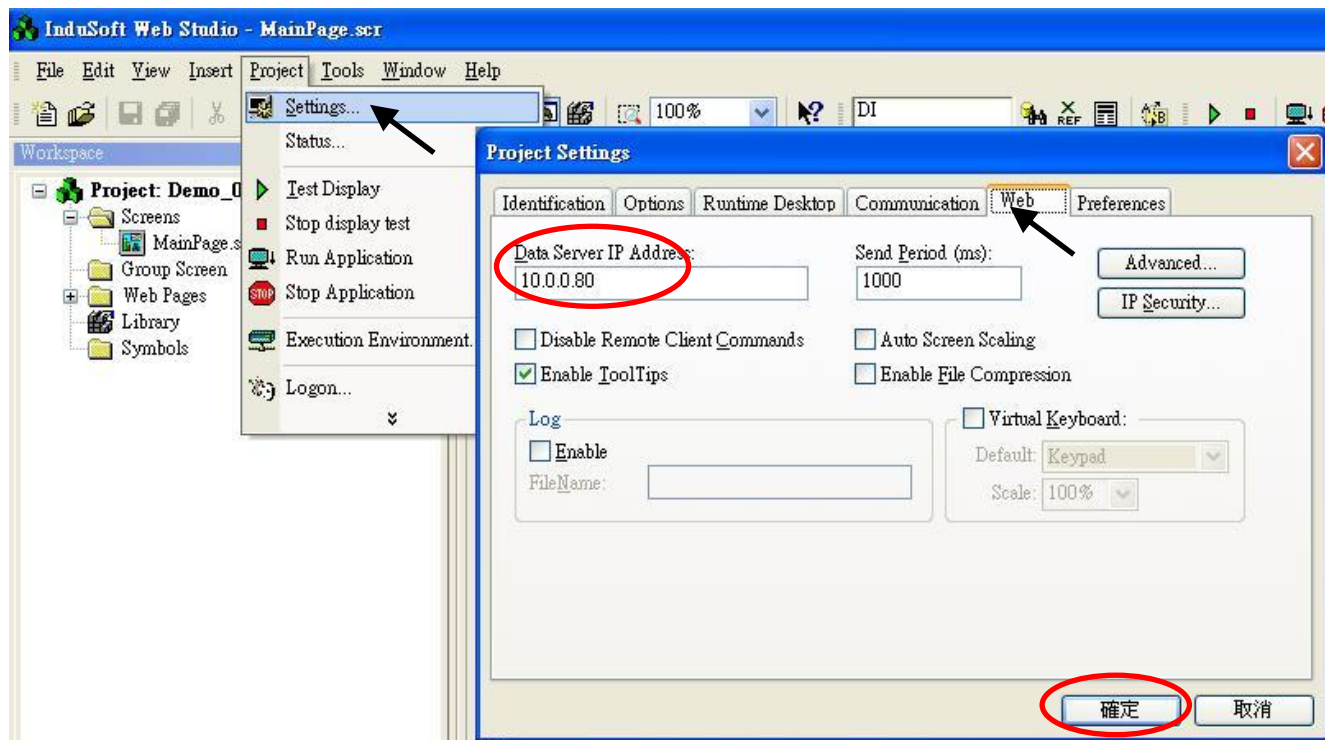 InduSoft Web Studio - MainPage.scr
File Edit View Insert Project Tools Window Help
100%
DI
REF
Workspace
Project: Demo_0
Screens
MainPage.s
Group Screen
Web Pages
Library
Symbols
Settings...
Status...
Test Display
Stop display test
Run Application
STOP Stop Application
Execution Environment.
Logon...
Project Settings
Identification Options Runtime Desktop Communication Web Preferences
Data Server IP Address:
10.0.0.80
Send Period (ms):
1000
Advanced...
IP Security...
Disable Remote Client Commands
Auto Screen Scaling
Enable ToolTips
Enable File Compression
Log
Enable
FileName:
Virtual Keyboard:
Default: Keypad
Scale: 100%
確定 取消